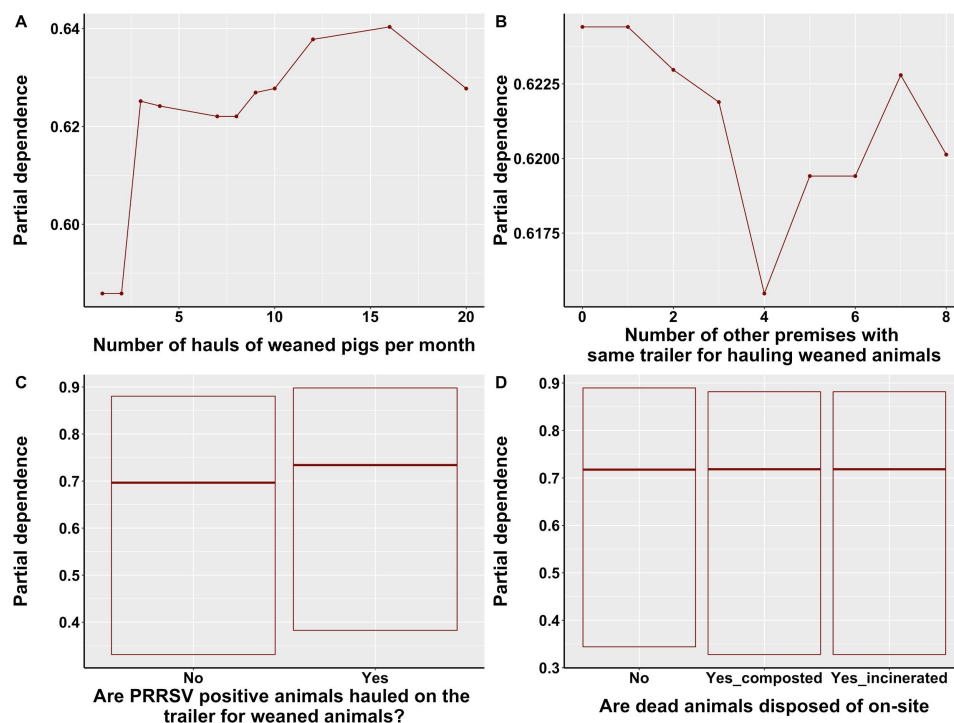 A
Partial dependence
0.64
0.62
0.60
5
10
15
20
Number of hauls of weaned pigs per month
B
Partial dependence
0.6225
0.6200
0.6175
0
2
4
6
8
Number of other premises with
same trailer for hauling weaned animals
C
Partial dependence
0.9
0.8
0.7
0.6
0.5
0.4
No
Yes
Are PRRSV positive animals hauled on the
trailer for weaned animals?
D
Partial dependence
0.9
0.8
0.7
0.6
0.5
0.4
0.3
No
Yes_composted
Yes_incinerated
Are dead animals disposed of on-site